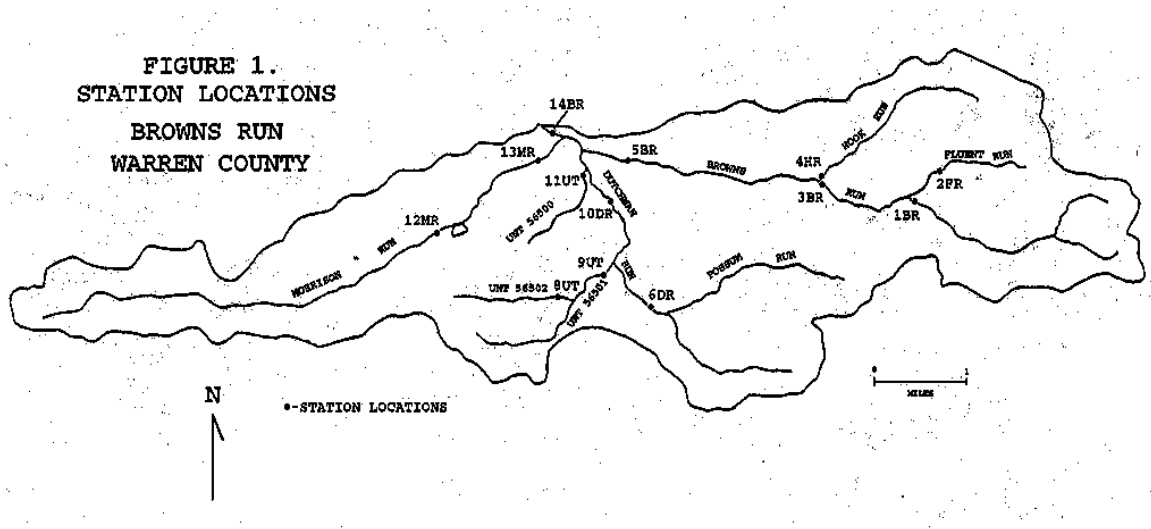 FIGURE 1.
STATION LOCATIONS
BROWNS RUN
WARREN COUNTY
14BR
13MR
5BR
BROWNS
RUN
4HR
HOOK RUN
3BR
FLUENT RUN
2FR
1BR
11UT
DUTCHMAN
RUN
10DR
UNT 56500
12MR
MORRISON RUN
9UT
UNT 56502
8UT
UNT 56501
6DR
POSSUM RUN
0 1
MILES
N
●-STATION LOCATIONS